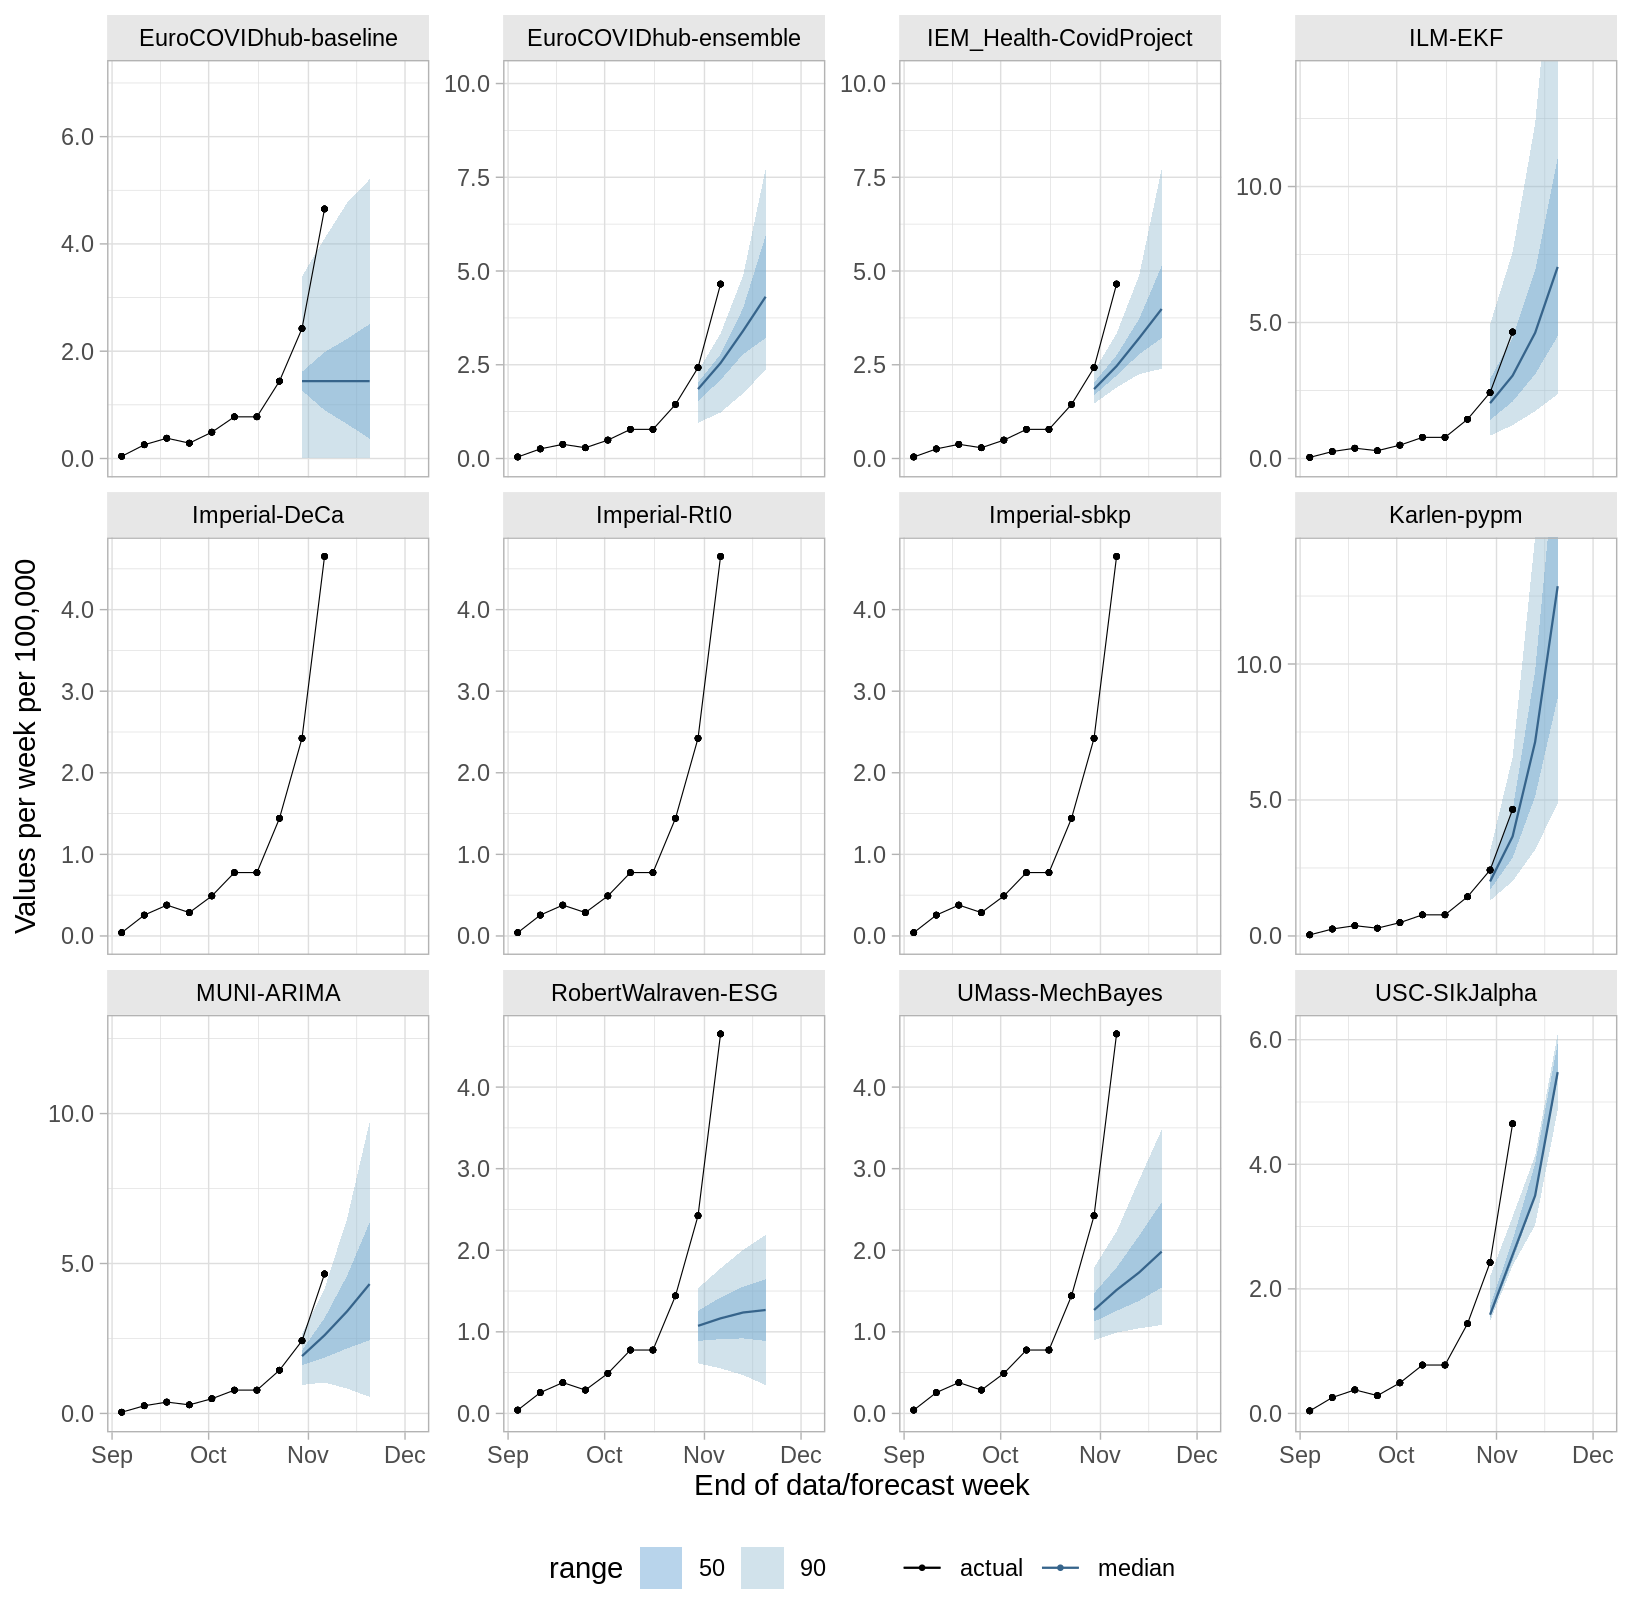 EuroCOVIDhub-baseline
EuroCOVIDhub-ensemble
IEM_Health-CovidProject
ILM-EKF
6.0
4.0
2.0
0.0
10.0
7.5
5.0
2.5
0.0
10.0
7.5
5.0
2.5
0.0
10.0
5.0
0.0
Imperial-DeCa
Imperial-RtI0
Imperial-sbkp
Karlen-pypm
4.0
3.0
2.0
1.0
0.0
4.0
3.0
2.0
1.0
0.0
4.0
3.0
2.0
1.0
0.0
10.0
5.0
0.0
Values per week per 100,000
MUNI-ARIMA
RobertWalraven-ESG
UMass-MechBayes
USC-SIkJalpha
10.0
5.0
0.0
4.0
3.0
2.0
1.0
0.0
4.0
3.0
2.0
1.0
0.0
6.0
4.0
2.0
0.0
Sep Oct Nov Dec
Sep Oct Nov Dec
Sep Oct Nov Dec
Sep Oct Nov Dec
End of data/forecast week
range 50 90 actual median